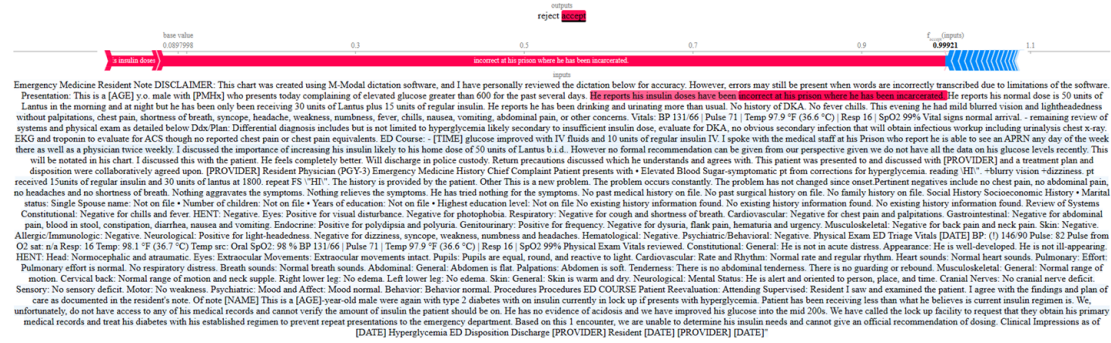 outputs
reject accept
base value f accept(inputs)
0.0897998 0.3 0.5 0.7 0.9 0.99921 1.1
a insulin doses incorrect at his prison where he has been incarcerated.
inputs
Emergency Medicine Resident Note DISCLAIMER: This chart was created using M-Modal dictation software, and I have personally reviewed the dictation below for accuracy. However, errors may still be present when words are incorrectly transcribed due to limitations of the software.
Presentation: This is a [AGE] y.o. male with [PMHx] who presents today complaining of elevated glucose greater than 600 for the past several days. He reports his insulin doses have been incorrect at his prison where he has been incarcerated. He reports his normal dose is 50 units of
Lantus in the morning and at night but he has been only been receiving 30 units of Lantus plus 15 units of regular insulin. He reports he has been drinking and urinating more than usual. No history of DKA. No fever chills. This evening he had mild blurred vision and lightheadedness
without palpitations, chest pain, shortness of breath, syncope, headache, weakness, numbness, fever, chills, nausea, vomiting, abdominal pain, or other concerns. Vitals: BP 131/66 | Pulse 71 | Temp 97.9 °F (36.6 °C) | Resp 16 | SpO2 99% Vital signs normal arrival. - remaining review of
systems and physical exam as detailed below Ddx/Plan: Differential diagnosis includes but is not limited to hyperglycemia likely secondary to insufficient insulin dose, evaluate for DKA, no obvious secondary infection will obtain infectious workup including urinalysis chest x-ray.
EKG and troponin to evaluate for ACS though no reported chest pain or chest pain equivalents. ED Course: - [TIME] glucose improved with IV fluids and 10 units of regular insulin IV. I spoke with the medical staff at his Prison who report he is able to see an APRN any day of the week
there as well as a physician twice weekly. I discussed the importance of increasing his insulin likely to his home dose of 50 units of Lantus b.i.d.. However no formal recommendation can be given from our perspective given we do not have all the data on his glucose levels recently. This
will be noted in his chart. I discussed this with the patient. He feels completely better. Will discharge in police custody. Return precautions discussed which he understands and agrees with. This patient was presented to and discussed with [PROVIDER] and a treatment plan and
disposition were collaboratively agreed upon. [PROVIDER] Resident Physician (PGY-3) Emergency Medicine History Chief Complaint Patient presents with • Elevated Blood Sugar-symptomatic pt from corrections for hyperglycemia. reading \HI\". +blurry vision +dizziness. pt
received 15units of regular insulin and 30 units of lantus at 1800. repeat FS \"HI\". The history is provided by the patient. Other This is a new problem. The problem occurs constantly. The problem has not changed since onset.Pertinent negatives include no chest pain, no abdominal pain,
no headaches and no shortness of breath. Nothing aggravates the symptoms. Nothing relieves the symptoms. He has tried nothing for the symptoms. No past medical history on file. No past surgical history on file. No family history on file. Social History Socioeconomic History • Marital
status: Single Spouse name: Not on file • Number of children: Not on file • Years of education: Not on file • Highest education level: Not on file No existing history information found. No existing history information found. No existing history information found. Review of Systems
Constitutional: Negative for chills and fever. HENT: Negative. Eyes: Positive for visual disturbance. Negative for photophobia. Respiratory: Negative for cough and shortness of breath. Cardiovascular: Negative for chest pain and palpitations. Gastrointestinal: Negative for abdominal
pain, blood in stool, constipation, diarrhea, nausea and vomiting. Endocrine: Positive for polydipsia and polyuria. Genitourinary: Positive for frequency. Negative for dysuria, flank pain, hematuria and urgency. Musculoskeletal: Negative for back pain and neck pain. Skin: Negative.
Allergic/Immunologic: Negative. Neurological: Positive for light-headedness. Negative for dizziness, syncope, weakness, numbness and headaches. Hematological: Negative. Psychiatric/Behavioral: Negative. Physical Exam ED Triage Vitals [DATE] BP: (!) 146/90 Pulse: 82 Pulse from
O2 sat: n/a Resp: 16 Temp: 98.1 °F (36.7 °C) Temp src: Oral SpO2: 98 % BP 131/66 | Pulse 71 | Temp 97.9 °F (36.6 °C) | Resp 16 | SpO2 99% Physical Exam Vitals reviewed. Constitutional: General: He is not in acute distress. Appearance: He is well-developed. He is not ill-appearing.
HENT: Head: Normocephalic and atraumatic. Eyes: Extraocular Movements: Extraocular movements intact. Pupils: Pupils are equal, round, and reactive to light. Cardiovascular: Rate and Rhythm: Normal rate and regular rhythm. Heart sounds: Normal heart sounds. Pulmonary: Effort:
Pulmonary effort is normal. No respiratory distress. Breath sounds: Normal breath sounds. Abdominal: General: Abdomen is flat. Palpations: Abdomen is soft. Tenderness: There is no abdominal tenderness. There is no guarding or rebound. Musculoskeletal: General: Normal range of
motion. Cervical back: Normal range of motion and neck supple. Right lower leg: No edema. Left lower leg: No edema. Skin: General: Skin is warm and dry. Neurological: Mental Status: He is alert and oriented to person, place, and time. Cranial Nerves: No cranial nerve deficit.
Sensory: No sensory deficit. Motor: No weakness. Psychiatric: Mood and Affect: Mood normal. Behavior: Behavior normal. Procedures Procedures ED COURSE Patient Reevaluation: Attending Supervised: Resident I saw and examined the patient. I agree with the findings and plan of
care as documented in the resident's note. Of note [NAME] This is a [AGE]-year-old male were again with type 2 diabetes with on insulin currently in lock up if presents with hyperglycemia. Patient has been receiving less than what he believes is current insulin regimen is. We,
unfortunately, do not have access to any of his medical records and cannot verify the amount of insulin the patient should be on. He has no evidence of acidosis and we have improved his glucose into the mid 200s. We have called the lock up facility to request that they obtain his primary
medical records and treat his diabetes with his established regimen to prevent repeat presentations to the emergency department. Based on this 1 encounter, we are unable to determine his insulin needs and cannot give an official recommendation of dosing. Clinical Impressions as of
[DATE] Hyperglycemia ED Disposition Discharge [PROVIDER] Resident [DATE] [PROVIDER] [DATE]"